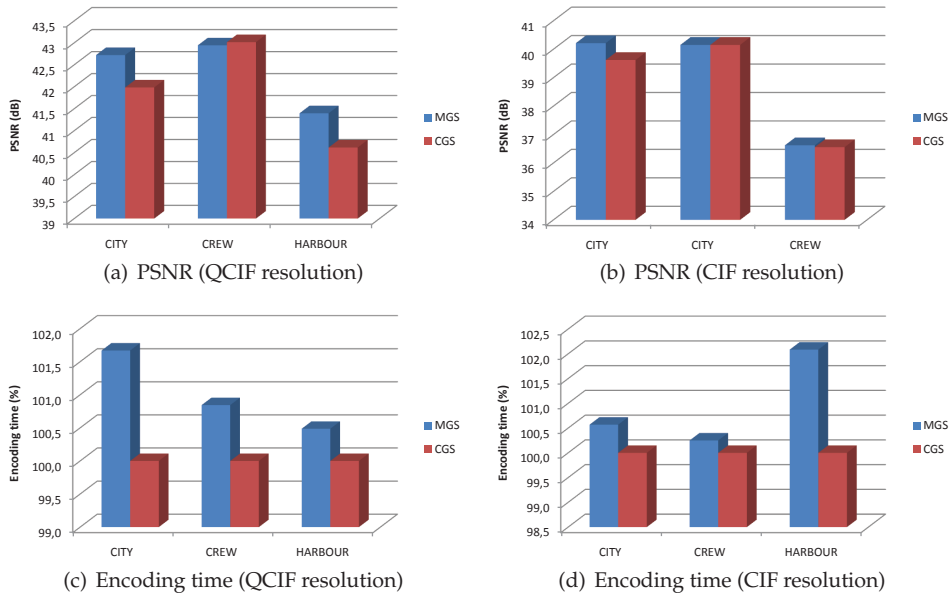 43,5
43
42,5
42
41,5
41
40,5
40
39,5
39
PSNR (dB)
CITY CREW HARBOUR
MGS
CGS
(a) PSNR (QCIF resolution)
41
40
39
38
37
36
35
34
PSNR (dB)
CITY CITY CREW
MGS
CGS
(b) PSNR (CIF resolution)
102,0
101,5
101,0
100,5
100,0
99,5
99,0
Encoding time (%)
CITY CREW HARBOUR
MGS
CGS
(c) Encoding time (QCIF resolution)
102,5
102,0
101,5
101,0
100,5
100,0
99,5
99,0
98,5
Encoding time (%)
CITY CREW HARBOUR
MGS
CGS
(d) Encoding time (CIF resolution)